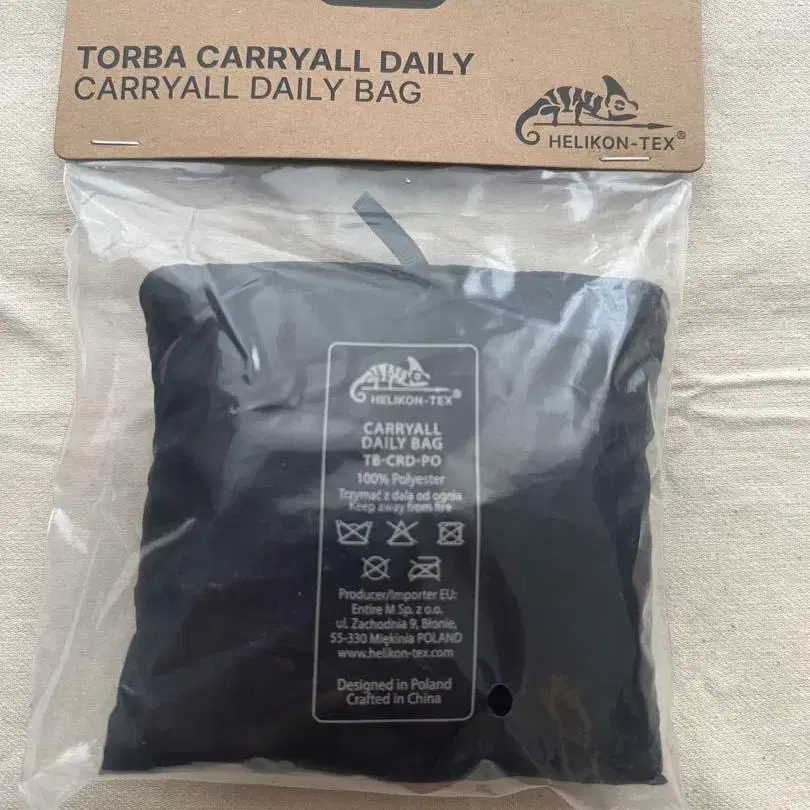 TORBA CARRYALL DAILY
CARRYALL DAILY BAG
HELIKON-TEX®
HELIKON-TEX®
CARRYALL
DAILY BAG
TB-CRD-PO
100% Polyester
Trzymać z dala od ognia
Keep away from fire
Producer/Importer EU:
Entire M Sp. z o.o.
ul. Zachodnia 9, Błonie,
55-330 Miękinia POLAND
www.helikon-tex.com
Designed in Poland
Crafted in China